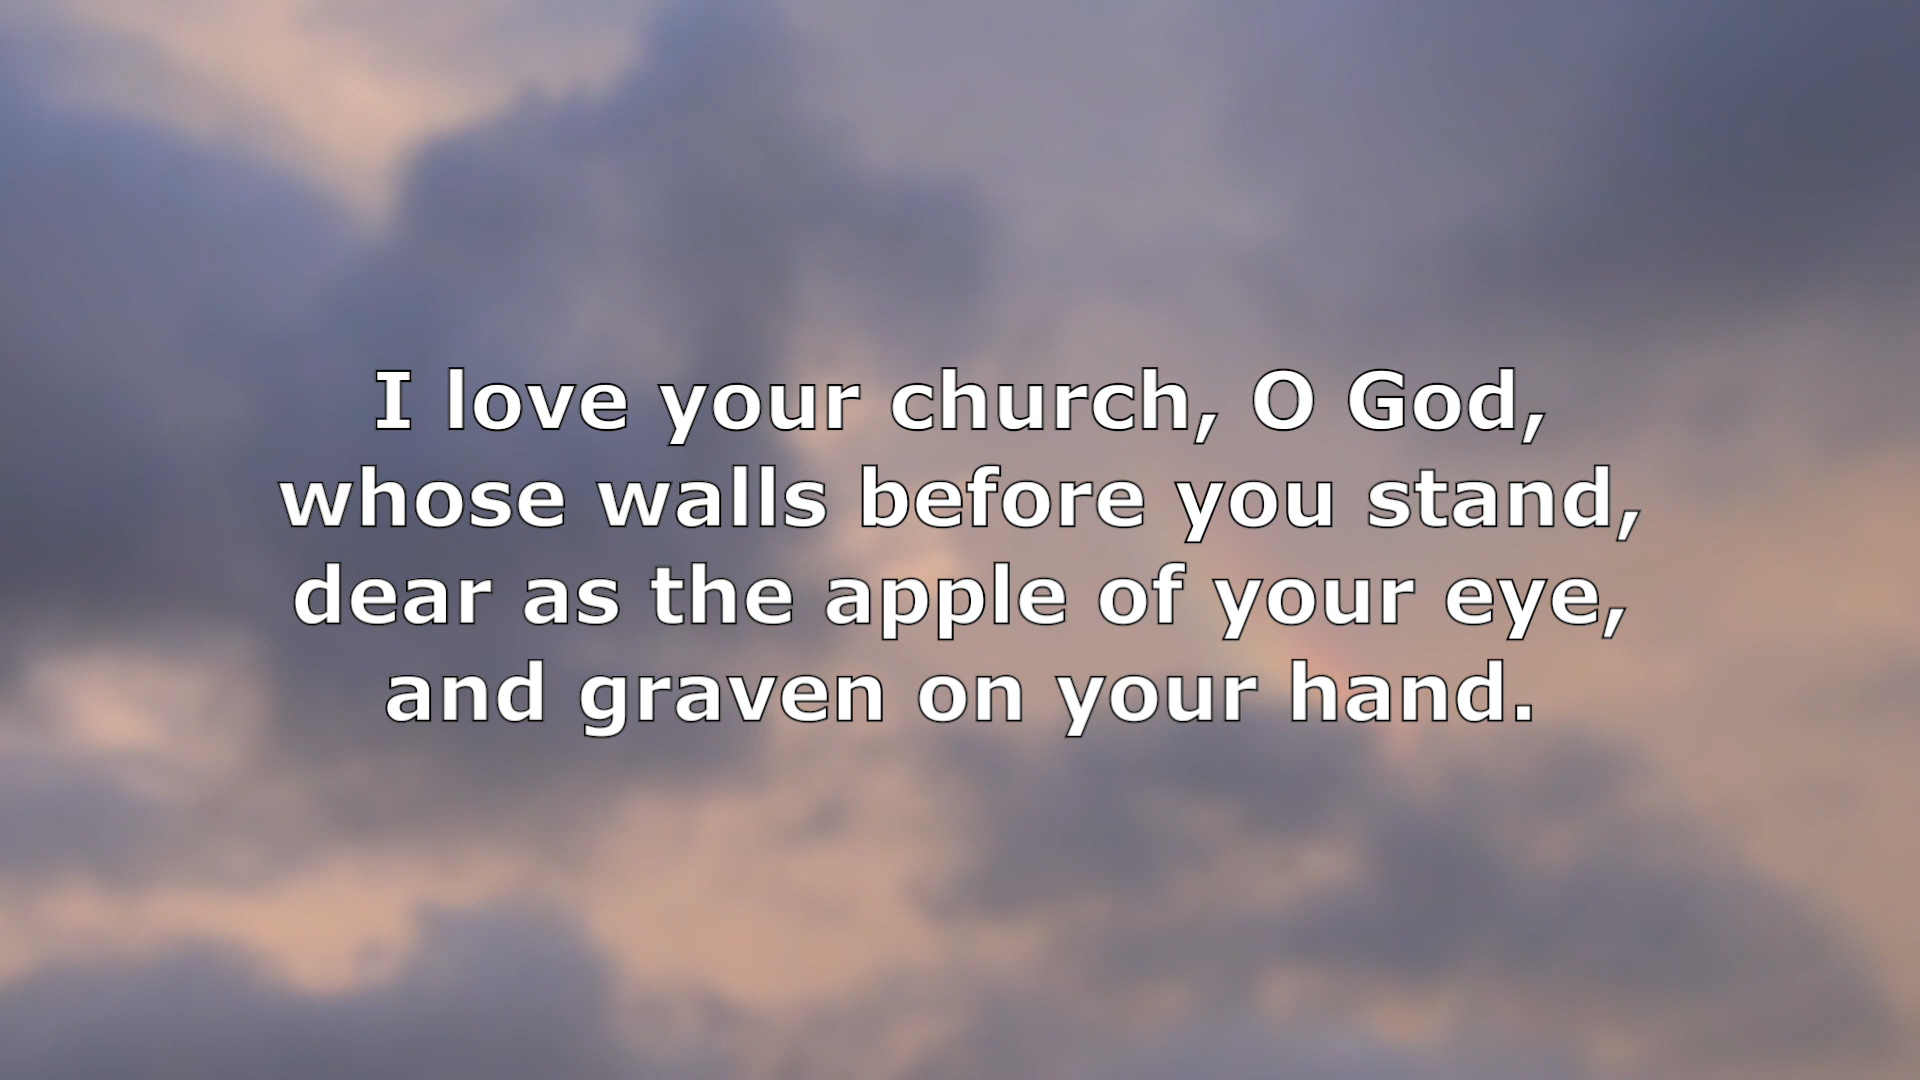 I love your church, O God,
whose walls before you stand,
dear as the apple of your eye,
and graven on your hand.